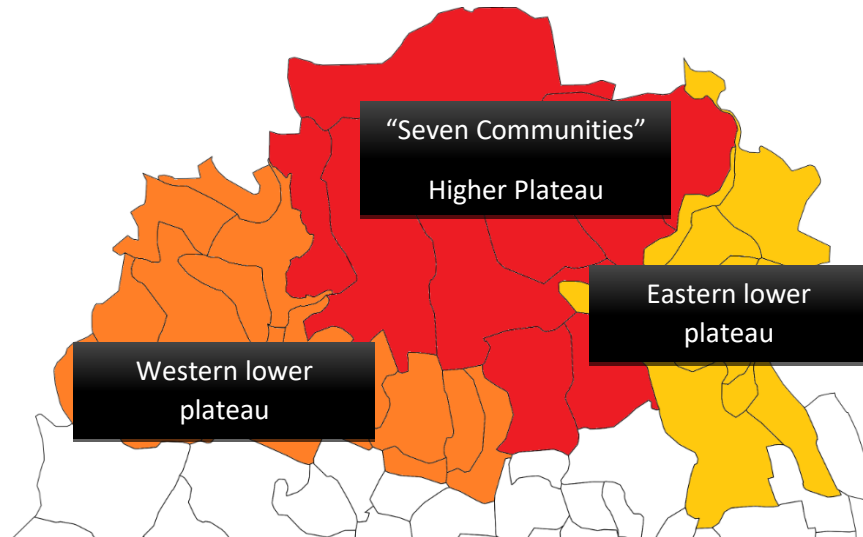 “Seven Communities”
Higher Plateau
Eastern lower
plateau
Western lower
plateau